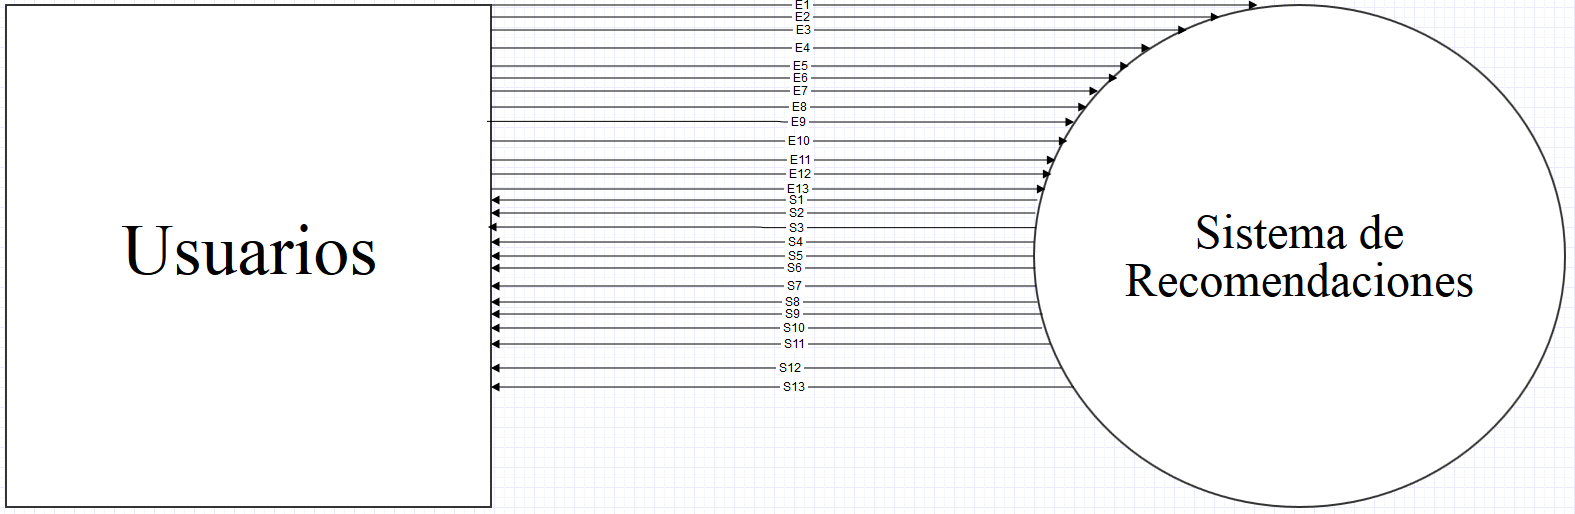 E1
E2
E3
E4
E5
E6
E7
E8
E9
E10
E11
E12
E13
S1
S2
S3
S4
S5
S6
S7
S8
S9
S10
S11
S12
S13
Usuarios
Sistema de
Recomendaciones